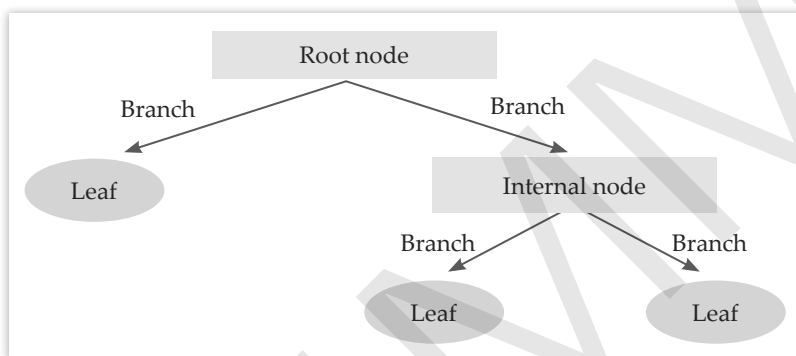 Root node
Branch
Branch
Leaf
Internal node
Branch
Branch
Leaf
Leaf